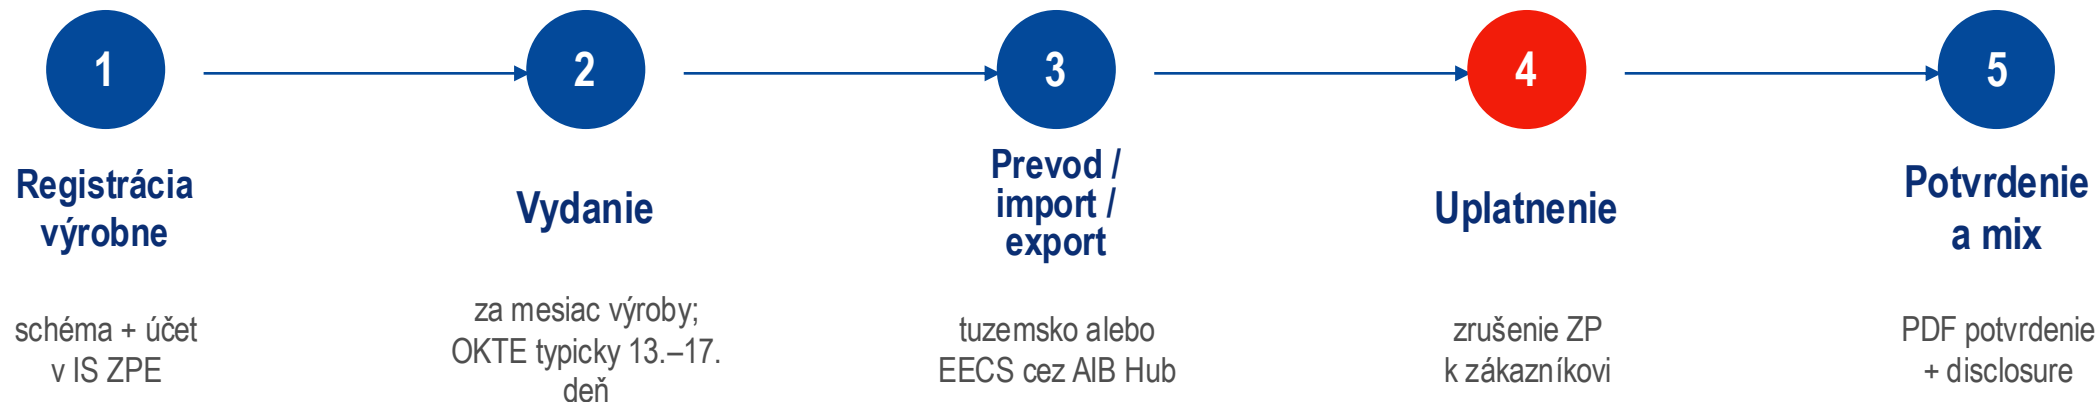 1
Registrácia
výrobne
schéma + účet
v IS ZPE
2
Vydanie
za mesiac výroby;
OKTE typicky 13.–17.
deň
3
Prevod /
import /
export
tuzemsko alebo
EECS cez AIB Hub
4
Uplatnenie
zrušenie ZP
k zákazníkovi
5
Potvrdenie
a mix
PDF potvrdenie
+ disclosure